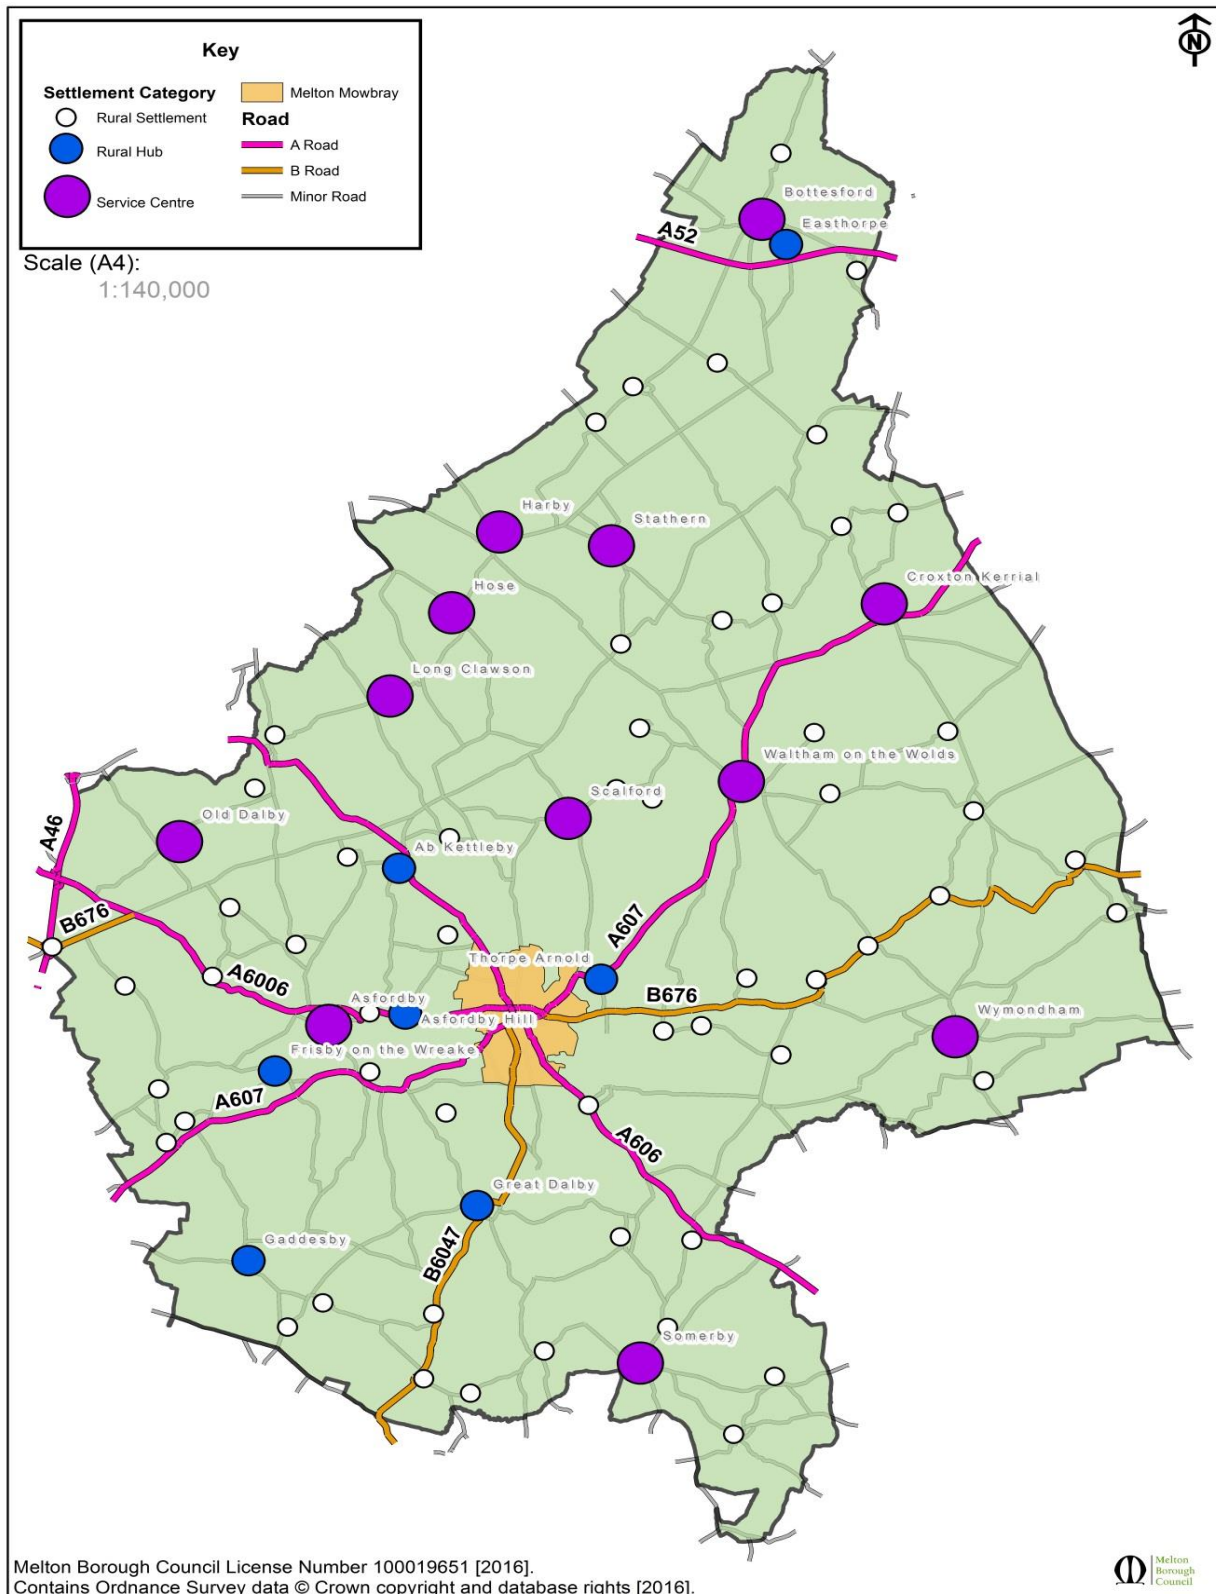 Key
Settlement Category
Rural Settlement
Rural Hub
Service Centre
Melton Mowbray
Road
A Road
B Road
Minor Road
N
Scale (A4):
1:140,000
Bottesford
Easthorpe
A52
Harby
Stathern
Hose
Croxton Kerrial
Long Clawson
Waltham on the Wolds
Scalford
Old Dalby
A46
Ab Kettleby
B676
A607
Thorpe Arnold
A6006
Asfordby
B676
Asfordby Hill
Wymondham
Frisby on the Wreake
A607
A606
Great Dalby
Gaddesby
B6047
Somerby
Melton Borough Council License Number 100019651 [2016].
Contains Ordnance Survey data © Crown copyright and database rights [2016].
Melton
Borough
Council